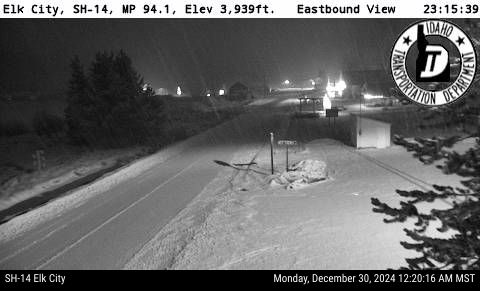 Elk City, SH-14, MP 94.1, Elev 3,939ft.   Eastbound View   23:15:39
IDAHO
TRANSPORTATION DEPARTMENT
SH-14 Elk City
Monday, December 30, 2024 12:20:16 AM MST